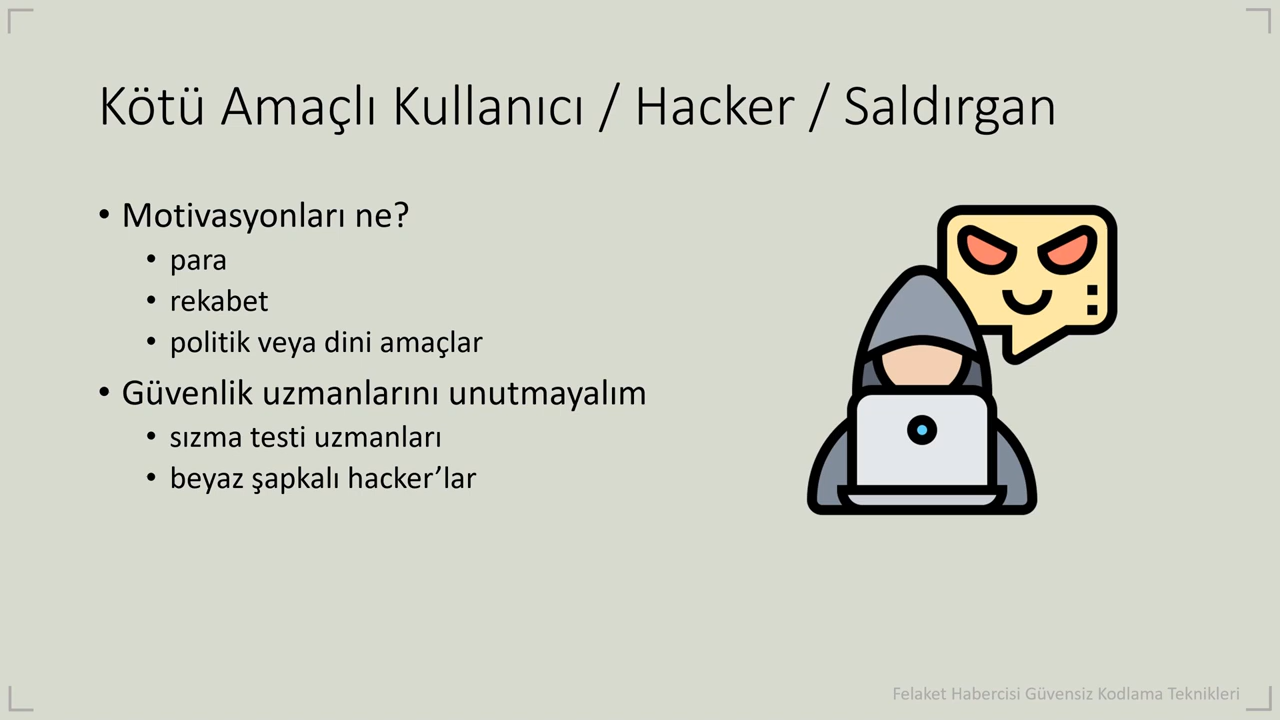 Kötü Amaçlı Kullanıcı / Hacker / Saldırgan
• Motivasyonları ne?
• para
• rekabet
• politik veya dini amaçlar
• Güvenlik uzmanlarını unutmayalım
• sızma testi uzmanları
• beyaz şapkalı hacker’lar
Felaket Habercisi Güvensiz Kodlama Teknikleri